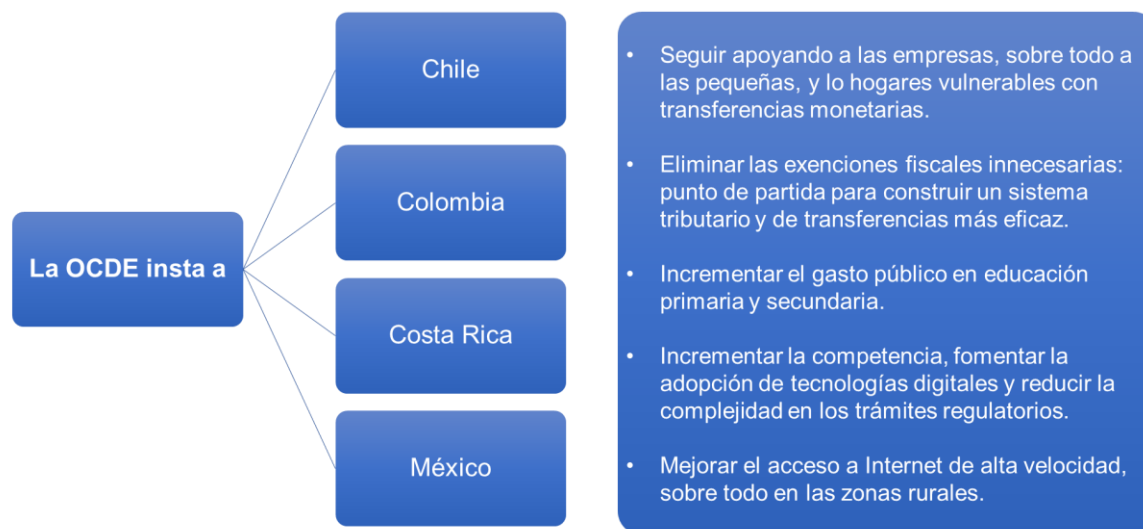 La OCDE insta a
Chile
Colombia
Costa Rica
México
• Seguir apoyando a las empresas, sobre todo a
las pequeñas, y lo hogares vulnerables con
transferencias monetarias.
• Eliminar las exenciones fiscales innecesarias:
punto de partida para construir un sistema
tributario y de transferencias más eficaz.
• Incrementar el gasto público en educación
primaria y secundaria.
• Incrementar la competencia, fomentar la
adopción de tecnologías digitales y reducir la
complejidad en los trámites regulatorios.
• Mejorar el acceso a Internet de alta velocidad,
sobre todo en las zonas rurales.